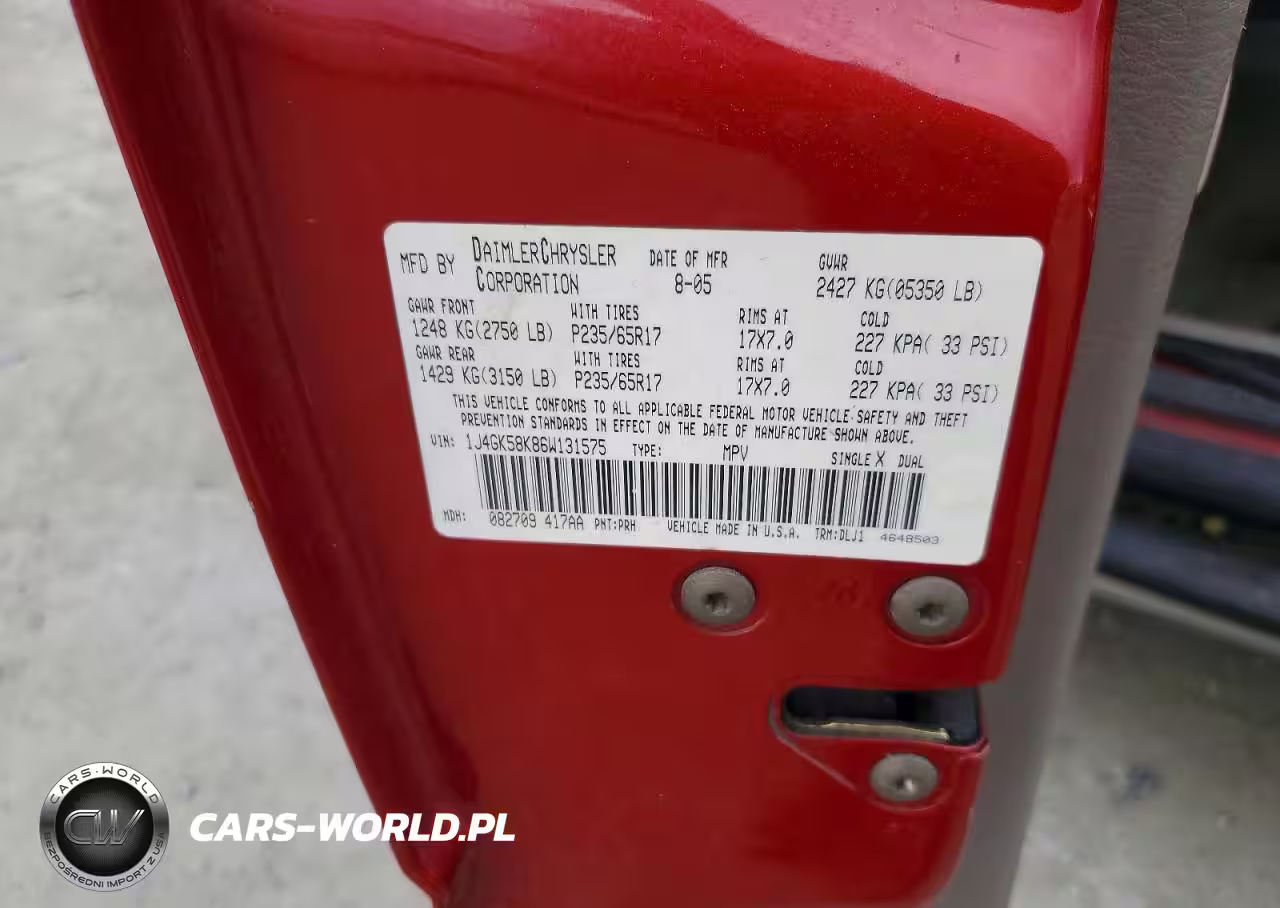 MFD BY DAIMLERCHRYSLER CORPORATION DATE OF MFR 8-05 GVWR 2427 KG(05350 LB)
GAWR FRONT WITH TIRES RIMS AT COLD
1248 KG(2750 LB) P235/65R17 17X7.0 227 KPA( 33 PSI)
GAWR REAR WITH TIRES RIMS AT COLD
1429 KG(3150 LB) P235/65R17 17X7.0 227 KPA( 33 PSI)
THIS VEHICLE CONFORMS TO ALL APPLICABLE FEDERAL MOTOR VEHICLE SAFETY AND THEFT
PREVENTION STANDARDS IN EFFECT ON THE DATE OF MANUFACTURE SHOWN ABOVE.
VIN: 1J4GK58K86W131575 TYPE: MPV SINGLE X DUAL
MDH: 082709 417AA PNT:PRH VEHICLE MADE IN U.S.A. TRM:DLJ1 4648503
CARS-WORLD
CW
BEZPOŚREDNI IMPORT Z USA
CARS-WORLD.PL